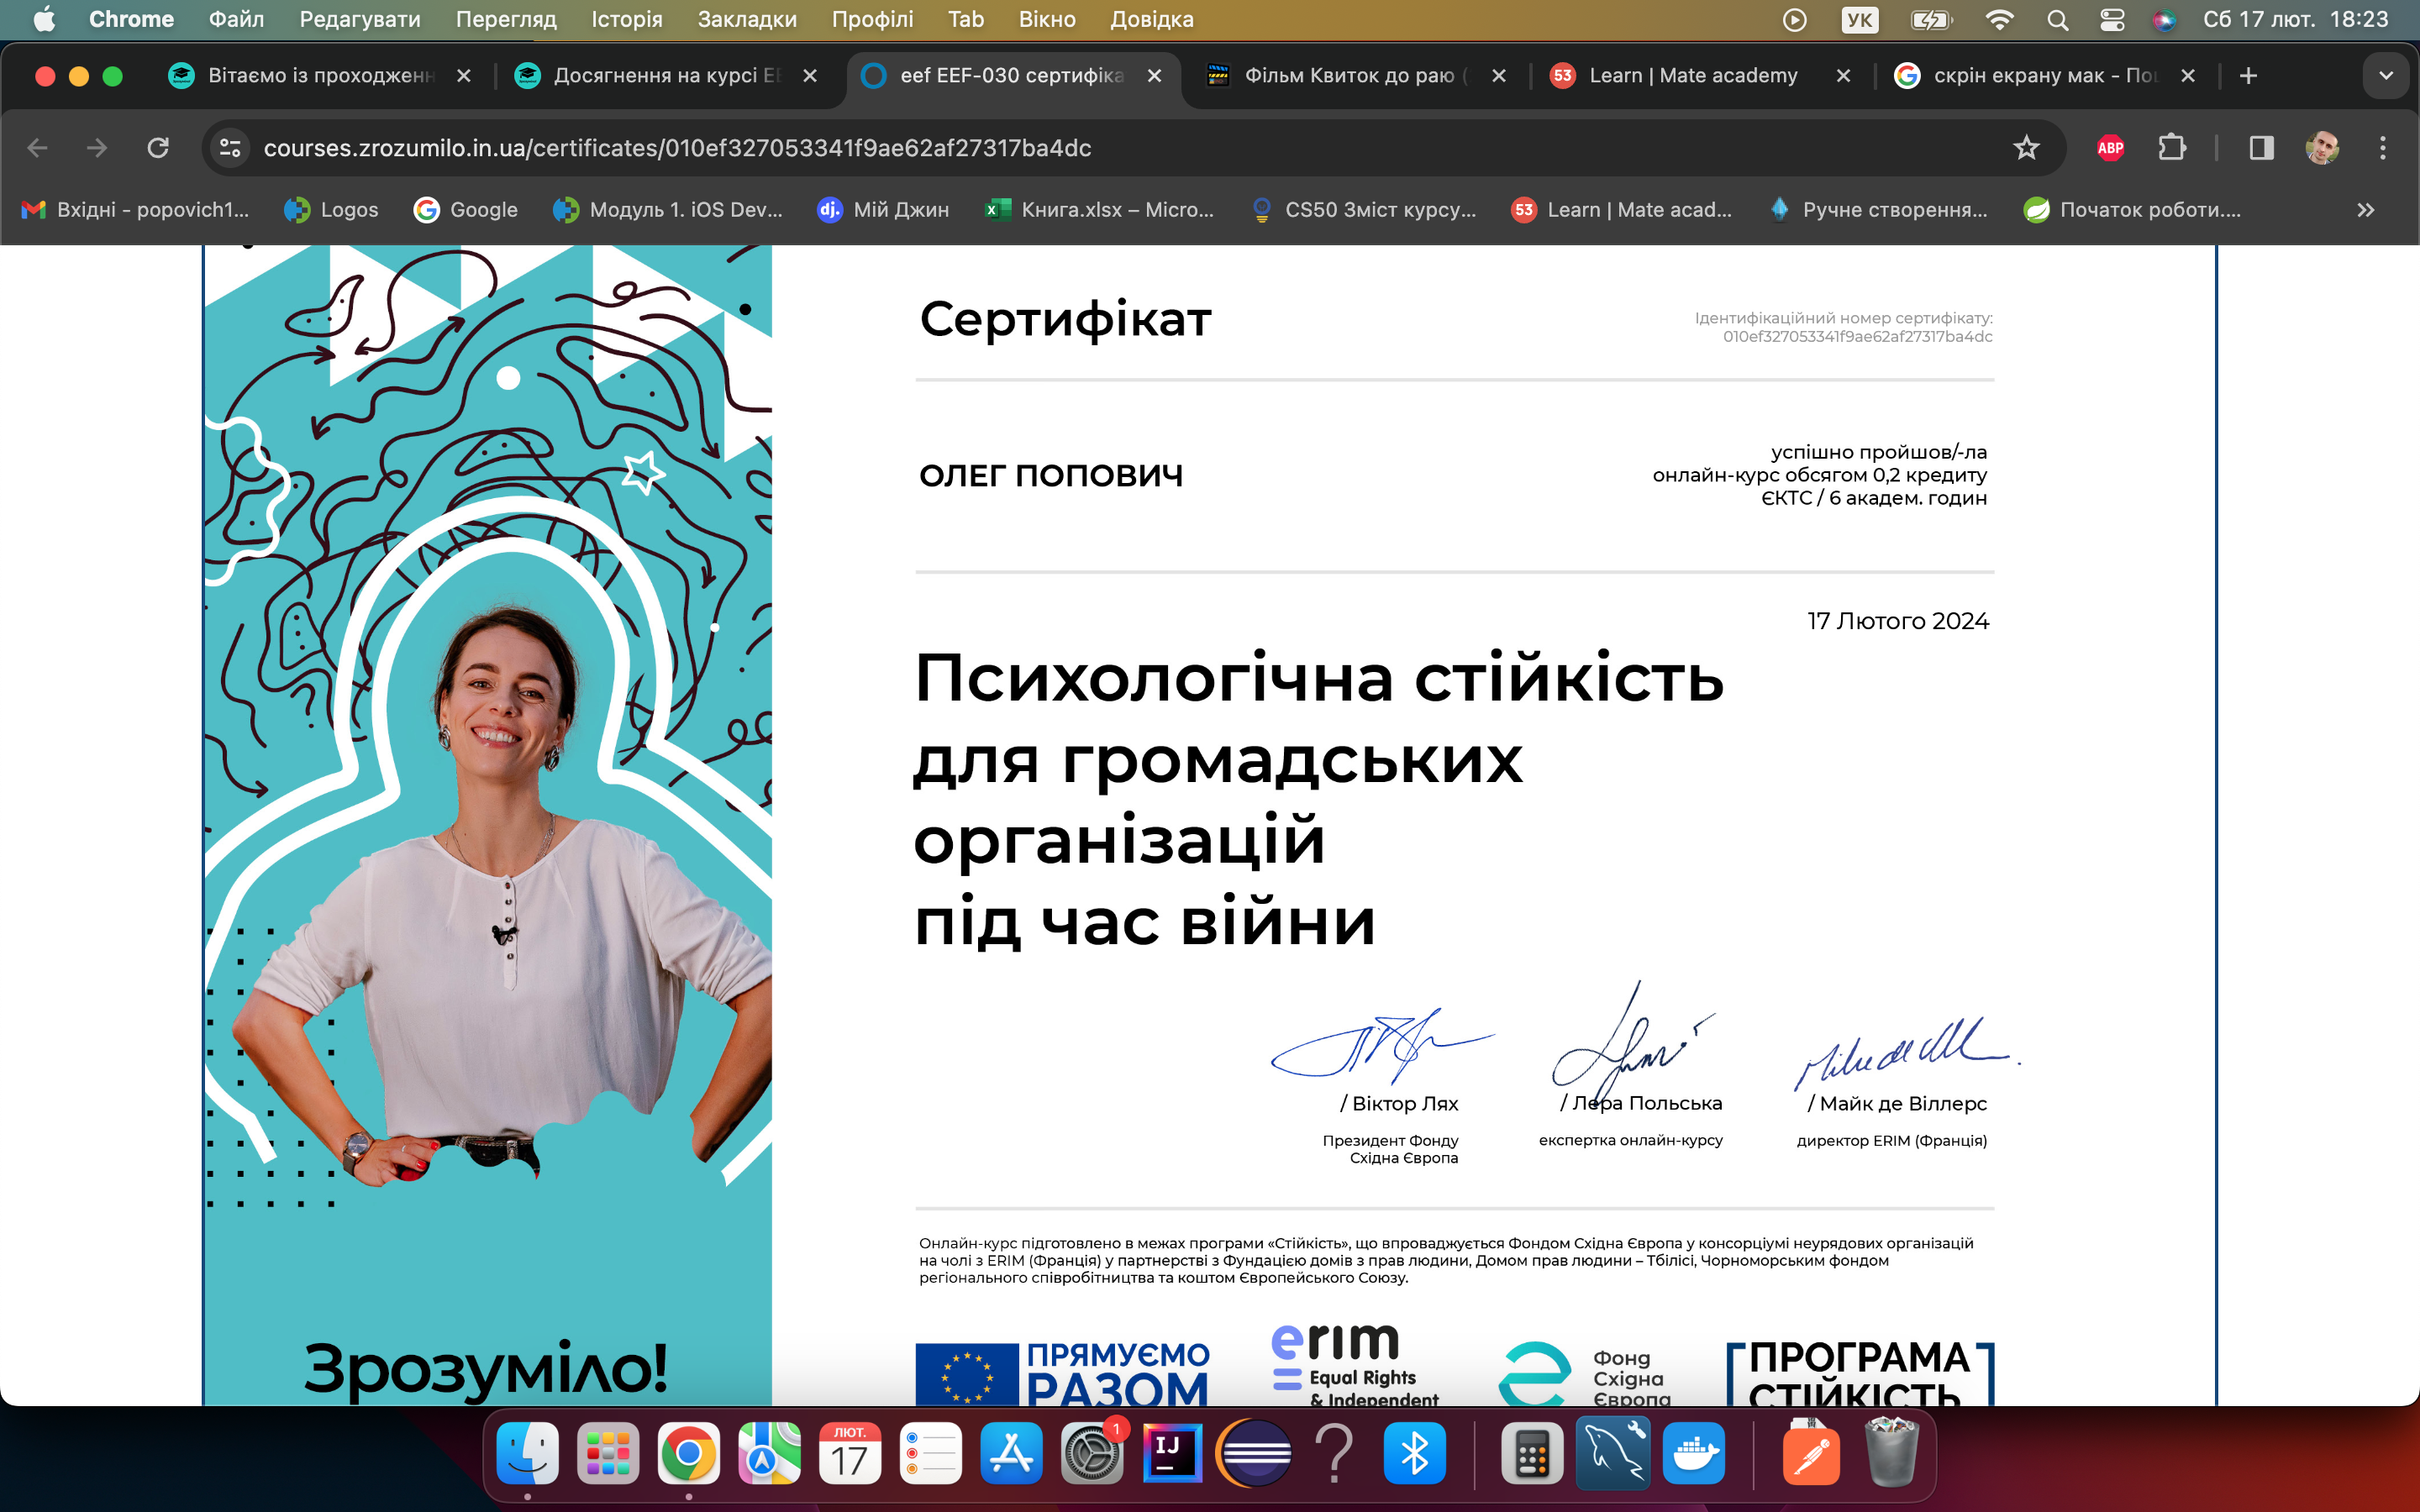 Chrome Файл Редагувати Перегляд Історія Закладки Профілі Tab Вікно Довідка УК Сб 17 лют. 18:23
Вітаємо із проходженн Досягнення на курсі EE eef EEF-030 сертифіка Фільм Квиток до раю ( 53 Learn | Mate academy скрін екрану мак - По
courses.zrozumilo.in.ua/certificates/010ef327053341f9ae62af27317ba4dc ABP
Вхідні - popovich1... Logos Google Модуль 1. iOS Dev... dj. Мій Джин Книга.xlsx – Micro... CS50 Зміст курсу... 53 Learn | Mate acad... Ручне створення... Початок роботи....
Сертифікат
Ідентифікаційний номер сертифікату:
010ef327053341f9ae62af27317ba4dc
ОЛЕГ ПОПОВИЧ
успішно пройшов/-ла
онлайн-курс обсягом 0,2 кредиту
ЄКТС / 6 академ. годин
17 Лютого 2024
Психологічна стійкість
для громадських
організацій
під час війни
/ Віктор Лях
Президент Фонду
Східна Європа
/ Лера Польська
експертка онлайн-курсу
/ Майк де Віллерс
директор ERIM (Франція)
Онлайн-курс підготовлено в межах програми «Стійкість», що впроваджується Фондом Східна Європа у консорціумі неурядових організацій
на чолі з ERIM (Франція) у партнерстві з Фундацією домів з прав людини, Домом прав людини – Тбілісі, Чорноморським фондом
регіонального співробітництва та коштом Європейського Союзу.
Зрозуміло!
ПРЯМУЄМО
РАЗОМ
erim
Equal Rights
& Independent
Фонд
Східна
Європа
ПРОГРАМА
СТІЙКІСТЬ
ЛЮТ.
17
1
IJ